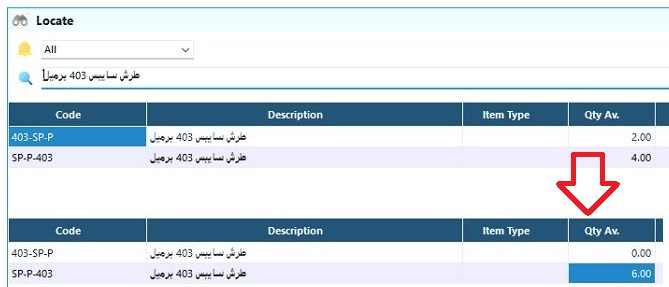 Locate
All
طرش سايبس 403 برميل
Code Description Item Type Qty Av.
403-SP-P طرش سايبس 403 برميل 2.00
SP-P-403 طرش سايبس 403 برميل 4.00
Code Description Item Type Qty Av.
403-SP-P طرش سايبس 403 برميل 0.00
SP-P-403 طرش سايبس 403 برميل 6.00